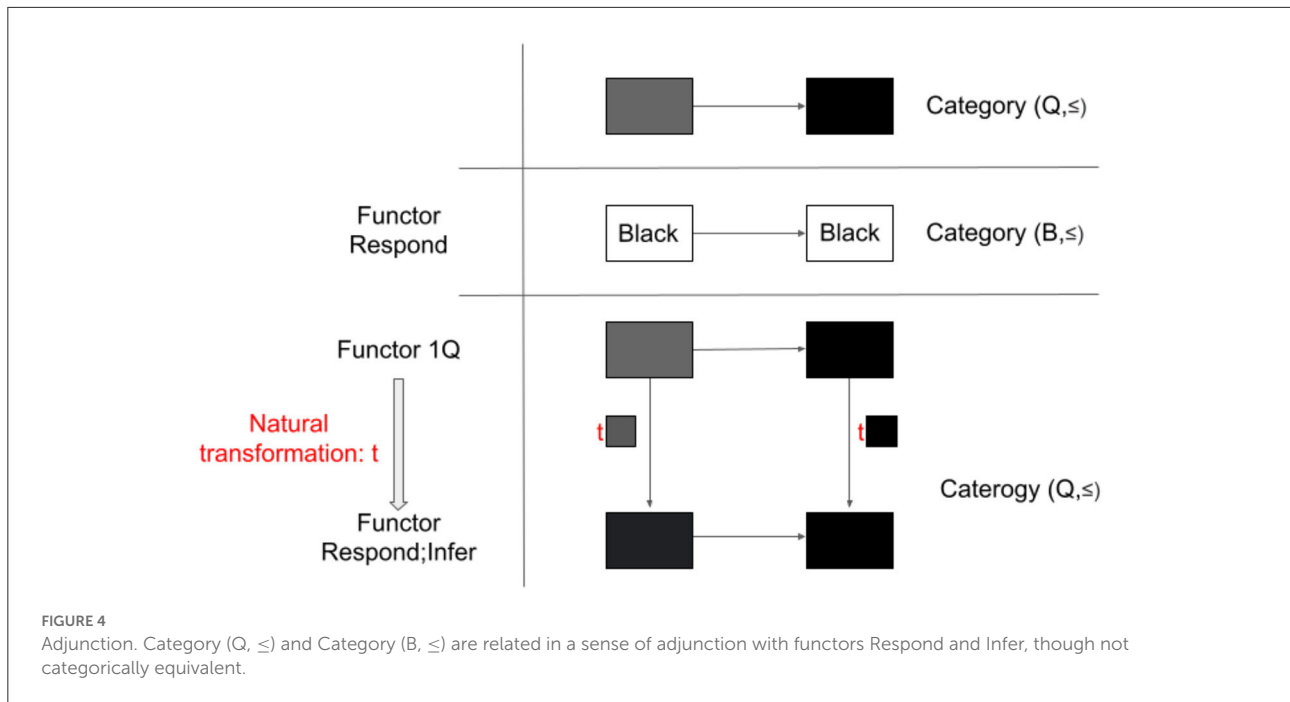 Category (Q,≤)
Functor
Respond
Black
Black
Category (B,≤)
Functor 1Q
Natural
transformation: t
t
t
Caterogy (Q,≤)
Functor
Respond;Infer
FIGURE 4
Adjunction. Category (Q, ≤) and Category (B, ≤) are related in a sense of adjunction with functors Respond and Infer, though not
categorically equivalent.